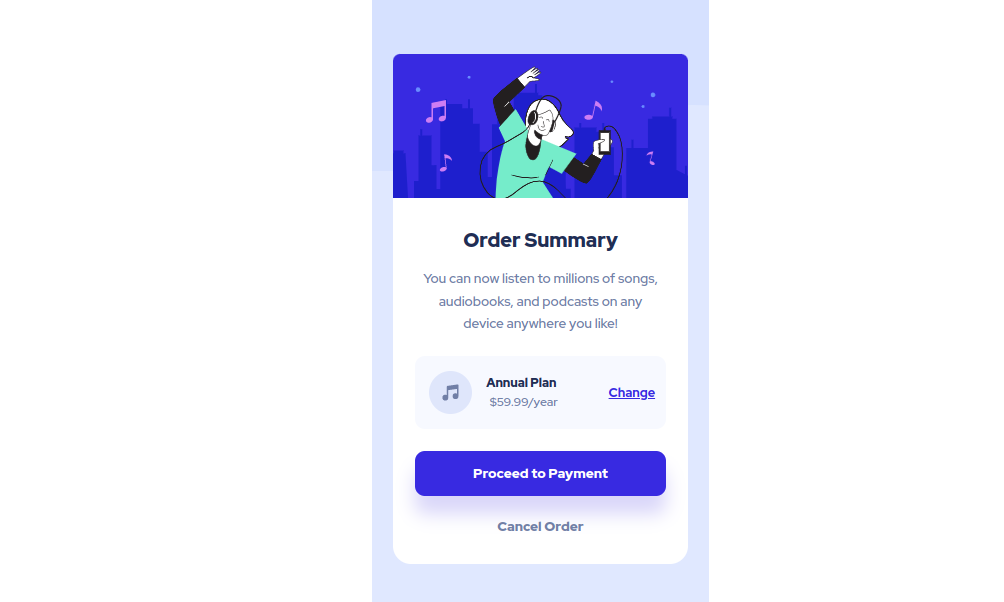 Order Summary
You can now listen to millions of songs,
audiobooks, and podcasts on any
device anywhere you like!
Annual Plan
$59.99/year
Change
Proceed to Payment
Cancel Order